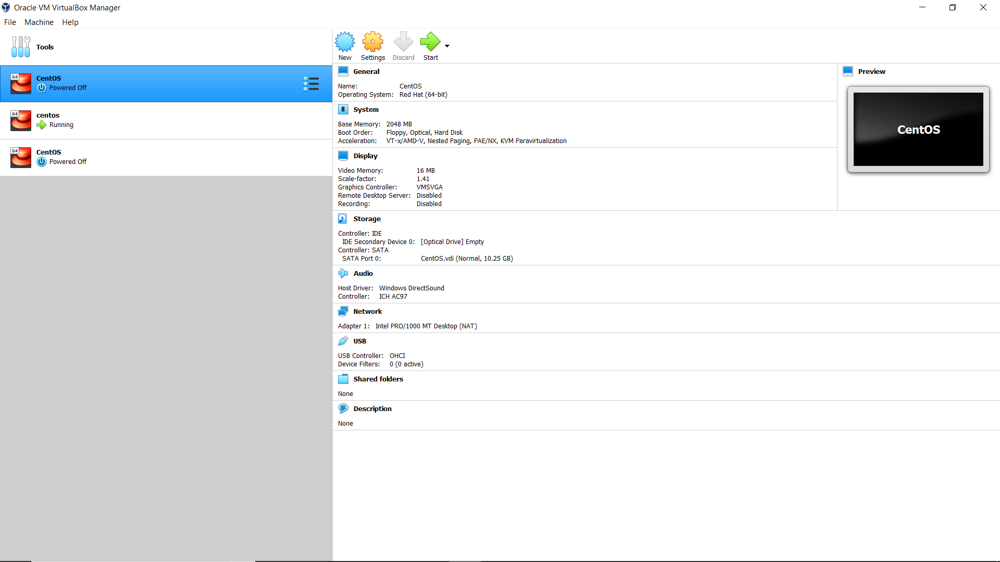 Oracle VM VirtualBox Manager
File Machine Help
Tools
64
CentOS
Powered Off
64
centos
Running
64
CentOS
Powered Off
New Settings Discard Start
General
Name: CentOS
Operating System: Red Hat (64-bit)
System
Base Memory: 2048 MB
Boot Order: Floppy, Optical, Hard Disk
Acceleration: VT-x/AMD-V, Nested Paging, PAE/NX, KVM Paravirtualization
Display
Video Memory: 16 MB
Scale-factor: 1.41
Graphics Controller: VMSVGA
Remote Desktop Server: Disabled
Recording: Disabled
Preview
CentOS
Storage
Controller: IDE
IDE Secondary Device 0: [Optical Drive] Empty
Controller: SATA
SATA Port 0: CentOS.vdi (Normal, 10.25 GB)
Audio
Host Driver: Windows DirectSound
Controller: ICH AC97
Network
Adapter 1: Intel PRO/1000 MT Desktop (NAT)
USB
USB Controller: OHCI
Device Filters: 0 (0 active)
Shared folders
None
Description
None